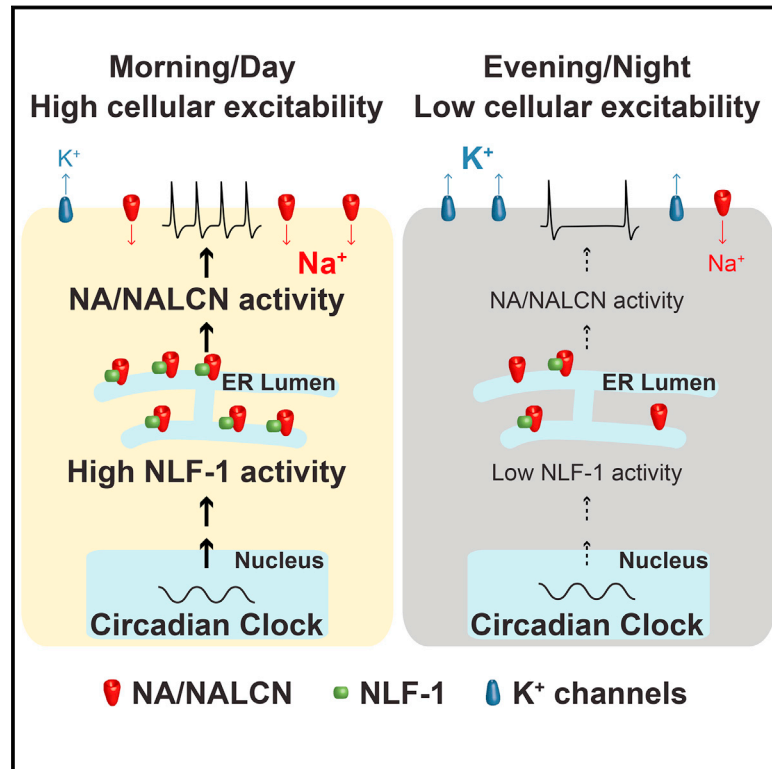 Morning/Day
High cellular excitability
K⁺
Na⁺
NA/NALCN activity
ER Lumen
High NLF-1 activity
Nucleus
Circadian Clock
Evening/Night
Low cellular excitability
K⁺
Na⁺
NA/NALCN activity
ER Lumen
Low NLF-1 activity
Nucleus
Circadian Clock
NA/NALCN NLF-1 K⁺ channels